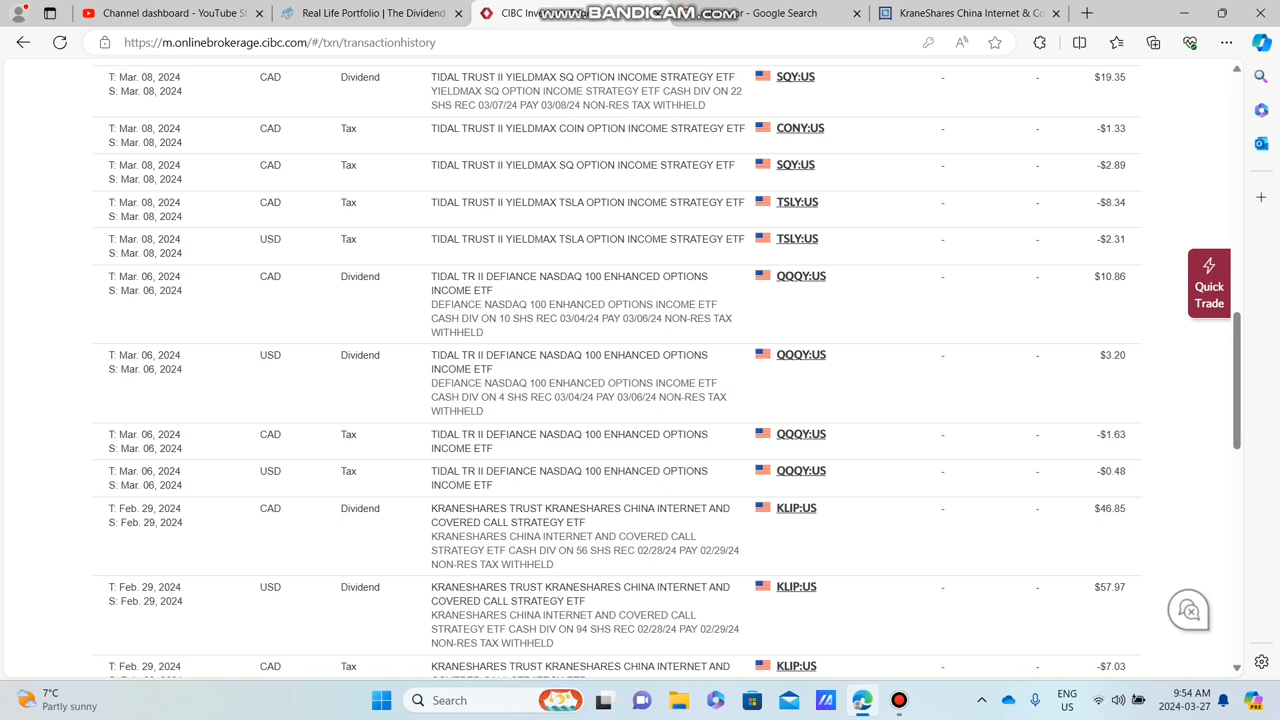 Dashboard - YouTube St
Real Life Paying The Dividend
CIBC Inve
www.BANDICAM.com
r - Google Search
KraneShares China Internet & Co
https://m.onlinebrokerage.cibc.com/#/txn/transactionhistory
T: Mar. 08, 2024 CAD Dividend TIDAL TRUST II YIELDMAX SQ OPTION INCOME STRATEGY ETF SQY:US - - $19.35
S: Mar. 08, 2024 YIELDMAX SQ OPTION INCOME STRATEGY ETF CASH DIV ON 22
SHS REC 03/07/24 PAY 03/08/24 NON-RES TAX WITHHELD
T: Mar. 08, 2024 CAD Tax TIDAL TRUST II YIELDMAX COIN OPTION INCOME STRATEGY ETF CONY:US - - -$1.33
S: Mar. 08, 2024
T: Mar. 08, 2024 CAD Tax TIDAL TRUST II YIELDMAX SQ OPTION INCOME STRATEGY ETF SQY:US - - -$2.89
S: Mar. 08, 2024
T: Mar. 08, 2024 CAD Tax TIDAL TRUST II YIELDMAX TSLA OPTION INCOME STRATEGY ETF TSLY:US - - -$8.34
S: Mar. 08, 2024
T: Mar. 08, 2024 USD Tax TIDAL TRUST II YIELDMAX TSLA OPTION INCOME STRATEGY ETF TSLY:US - - -$2.31
S: Mar. 08, 2024
T: Mar. 06, 2024 CAD Dividend TIDAL TR II DEFIANCE NASDAQ 100 ENHANCED OPTIONS QQQY:US - - $10.86
S: Mar. 06, 2024 INCOME ETF
DEFIANCE NASDAQ 100 ENHANCED OPTIONS INCOME ETF
CASH DIV ON 10 SHS REC 03/04/24 PAY 03/06/24 NON-RES TAX
WITHHELD
T: Mar. 06, 2024 USD Dividend TIDAL TR II DEFIANCE NASDAQ 100 ENHANCED OPTIONS QQQY:US - - $3.20
S: Mar. 06, 2024 INCOME ETF
DEFIANCE NASDAQ 100 ENHANCED OPTIONS INCOME ETF
CASH DIV ON 4 SHS REC 03/04/24 PAY 03/06/24 NON-RES TAX
WITHHELD
T: Mar. 06, 2024 CAD Tax TIDAL TR II DEFIANCE NASDAQ 100 ENHANCED OPTIONS QQQY:US - - -$1.63
S: Mar. 06, 2024 INCOME ETF
T: Mar. 06, 2024 USD Tax TIDAL TR II DEFIANCE NASDAQ 100 ENHANCED OPTIONS QQQY:US - - -$0.48
S: Mar. 06, 2024 INCOME ETF
T: Feb. 29, 2024 CAD Dividend KRANESHARES TRUST KRANESHARES CHINA INTERNET AND KLIP:US - - $46.85
S: Feb. 29, 2024 COVERED CALL STRATEGY ETF
KRANESHARES CHINA INTERNET AND COVERED CALL
STRATEGY ETF CASH DIV ON 56 SHS REC 02/28/24 PAY 02/29/24
NON-RES TAX WITHHELD
T: Feb. 29, 2024 USD Dividend KRANESHARES TRUST KRANESHARES CHINA INTERNET AND KLIP:US - - $57.97
S: Feb. 29, 2024 COVERED CALL STRATEGY ETF
KRANESHARES CHINA INTERNET AND COVERED CALL
STRATEGY ETF CASH DIV ON 94 SHS REC 02/28/24 PAY 02/29/24
NON-RES TAX WITHHELD
T: Feb. 29, 2024 CAD Tax KRANESHARES TRUST KRANESHARES CHINA INTERNET AND KLIP:US - - -$7.03
Quick
Trade
7°C
Partly sunny
Search
ENG
US
9:54 AM
2024-03-27
PRE